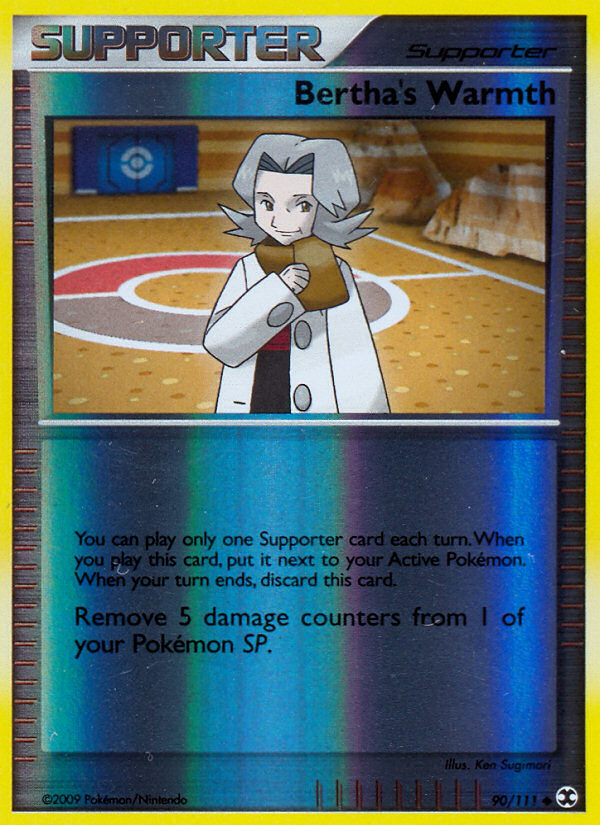 SUPPORTER
Supporter
Bertha's Warmth
You can play only one Supporter card each turn. When
you play this card, put it next to your Active Pokémon.
When your turn ends, discard this card.
Remove 5 damage counters from 1 of
your Pokémon SP.
Illus. Ken Sugimori
©2009 Pokémon/Nintendo
90/111